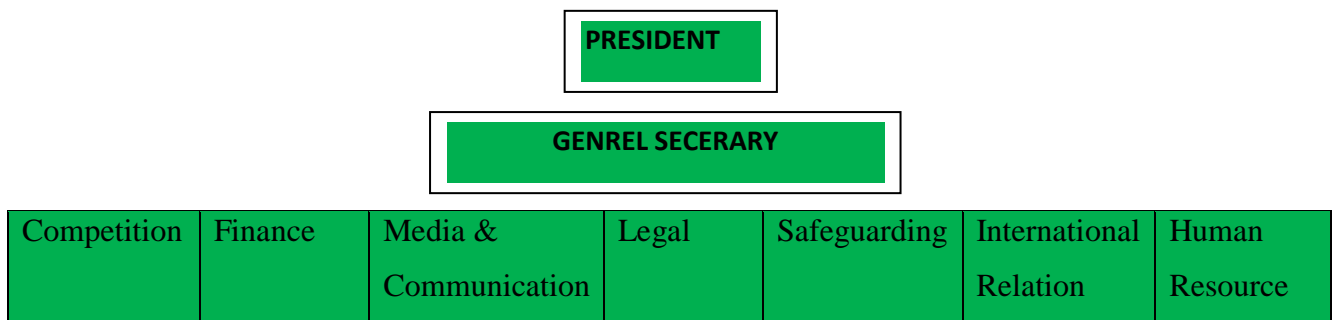 PRESIDENT
GENREL SECERARY
Competition Finance Media & Legal Safeguarding International Human
Communication Relation Resource